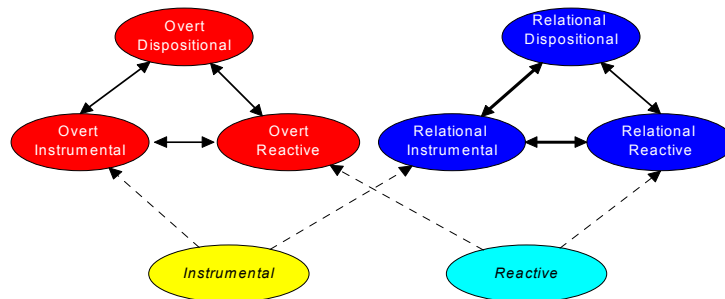 Overt
Dispositional
Relational
Dispositional
Overt
Instrumental
Overt
Reactive
Relational
Instrumental
Relational
Reactive
Instrumental
Reactive